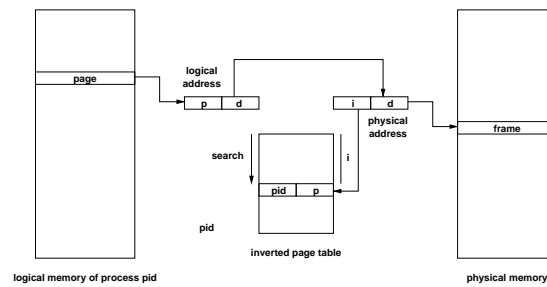 logical
address
page
p d
i d
physical
address
frame
search
i
pid p
pid
inverted page table
logical memory of process pid
physical memory